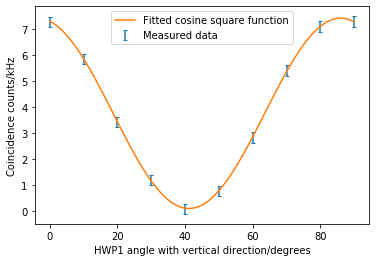 Fitted cosine square function
Measured data
Coincidence counts/kHz
7
6
5
4
3
2
1
0
0 20 40 60 80
HWP1 angle with vertical direction/degrees